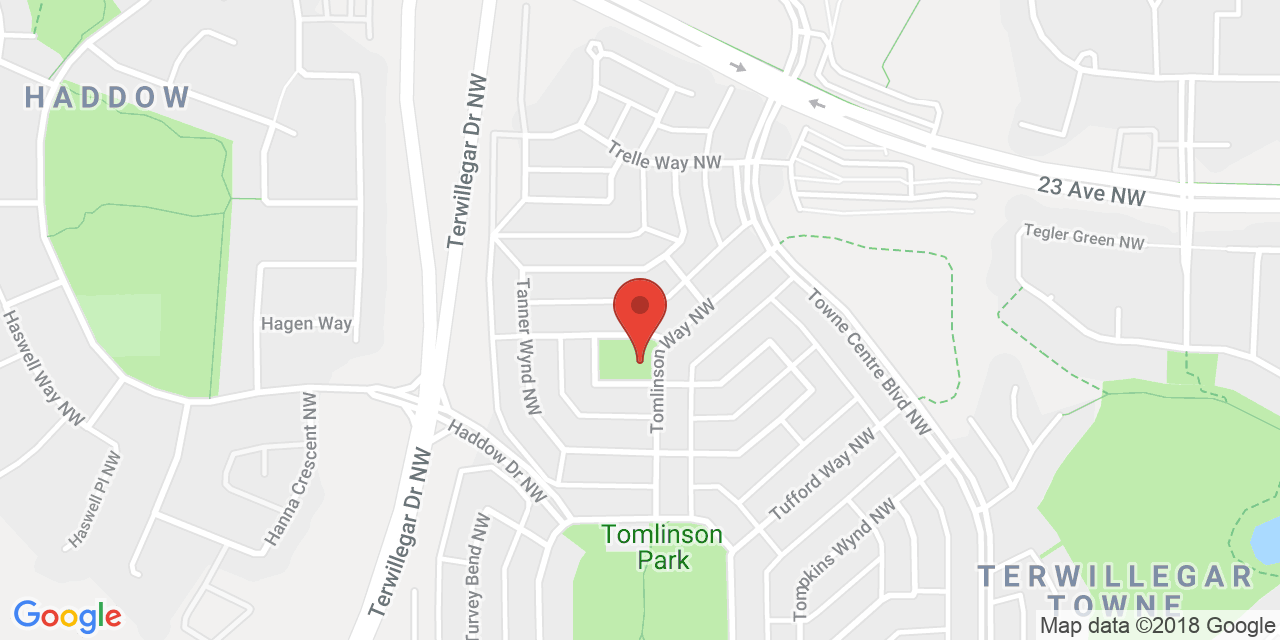 HADDOW
Terwillegar Dr NW
Trelle Way NW
23 Ave NW
Tegler Green NW
Tanner Wynd NW
Hagen Way
Tomlinson Way NW
Towne Centre Blvd NW
Haswell Way NW
Haswell Pl NW
Hanna Crescent NW
Haddow Dr NW
Terwillegar Dr NW
Tufford Way NW
Tompkins Wynd NW
Turvey Bend NW
Tomlinson
Park
TERWILLEGAR
TOWNE
Google
Map data ©2018 Google